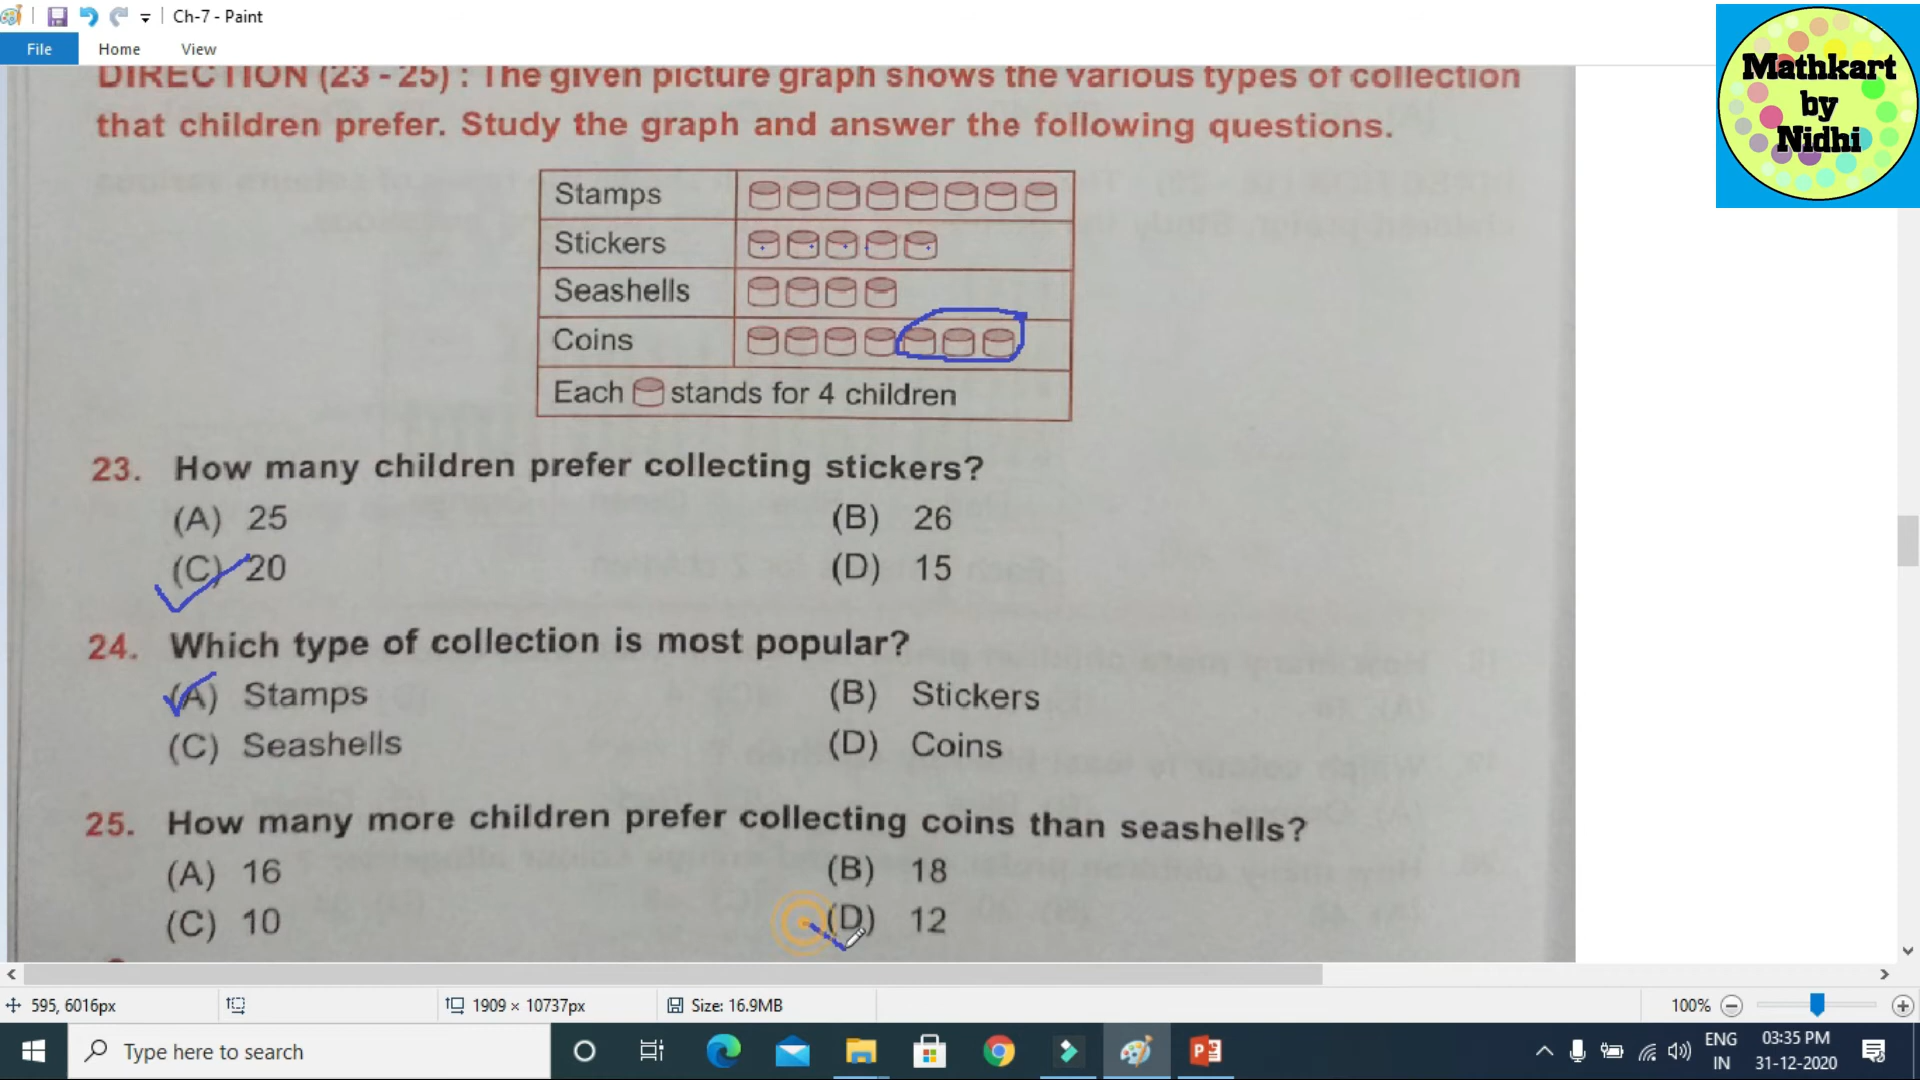 Ch-7 - Paint
File Home View
DIRECTION (23 - 25) : The given picture graph shows the various types of collection
that children prefer. Study the graph and answer the following questions.
Mathkart
by
Nidhi
Stamps
Stickers
Seashells
Coins
Each stands for 4 children
23. How many children prefer collecting stickers?
(A) 25 (B) 26
(C) 20 (D) 15
24. Which type of collection is most popular?
(A) Stamps (B) Stickers
(C) Seashells (D) Coins
25. How many more children prefer collecting coins than seashells?
(A) 16 (B) 18
(C) 10 (D) 12
595, 6016px 1909 × 10737px Size: 16.9MB 100%
Type here to search
ENG 03:35 PM
IN 31-12-2020